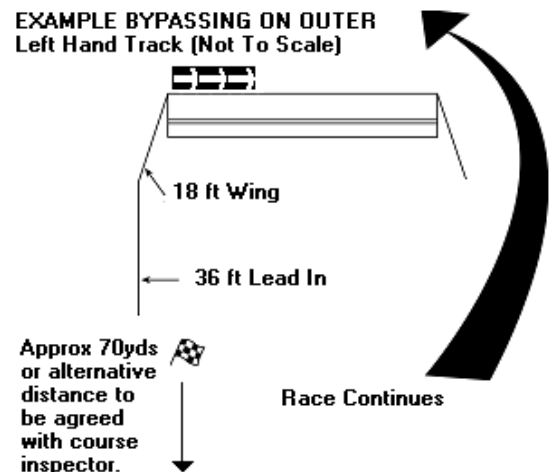 EXAMPLE BYPASSING ON OUTER
Left Hand Track (Not To Scale)
18 ft Wing
36 ft Lead In
Approx 70yds
or alternative
distance to
be agreed
with course
inspector.
Race Continues